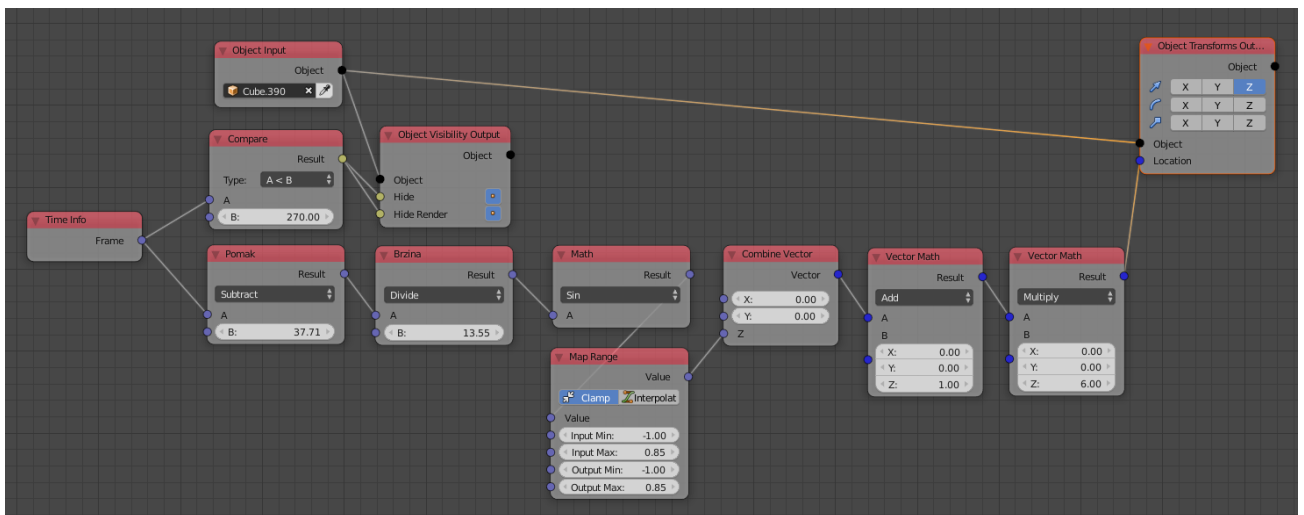 Object Input
Object
Cube.390
Compare
Result
Type: A < B
A
B: 270.00
Object Visibility Output
Object
Object
Hide
Hide Render
Time Info
Frame
Pomak
Result
Subtract
A
B: 37.71
Brzina
Result
Divide
A
B: 13.55
Math
Result
Sin
A
Map Range
Value
Clamp Interpolat
Value
Input Min: -1.00
Input Max: 0.85
Output Min: -1.00
Output Max: 0.85
Combine Vector
Vector
X: 0.00
Y: 0.00
Z
Vector Math
Result
Add
A
B
X: 0.00
Y: 0.00
Z: 1.00
Vector Math
Result
Multiply
A
B
X: 0.00
Y: 0.00
Z: 6.00
Object Transforms Out...
Object
X Y Z
X Y Z
X Y Z
Object
Location